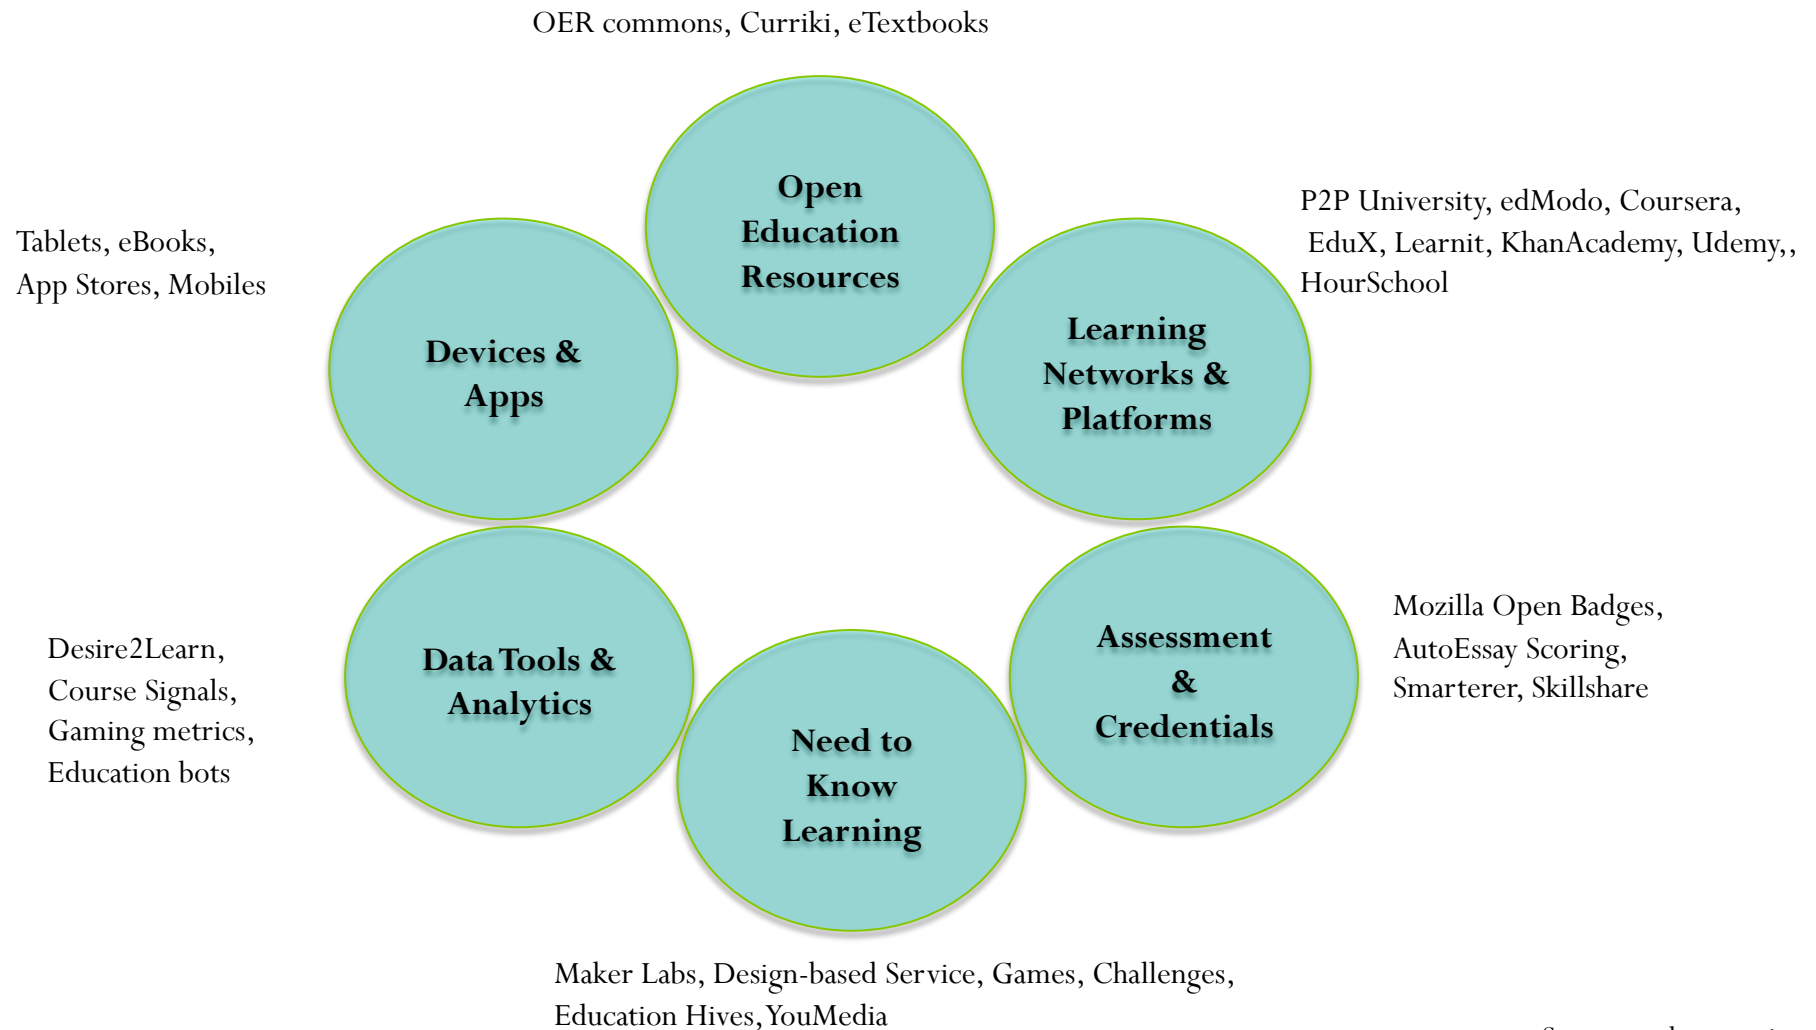 OER commons, Curriki, eTextbooks
Open
Education
Resources
P2P University, edModo, Coursera,
EduX, Learnit, KhanAcademy, Udemy,,
HourSchool
Tablets, eBooks,
App Stores, Mobiles
Learning
Networks &
Platforms
Devices &
Apps
Mozilla Open Badges,
AutoEssay Scoring,
Smarterer, Skillshare
Assessment
&
Credentials
Desire2Learn,
Course Signals,
Gaming metrics,
Education bots
Data Tools &
Analytics
Need to
Know
Learning
Maker Labs, Design-based Service, Games, Challenges,
Education Hives, YouMedia